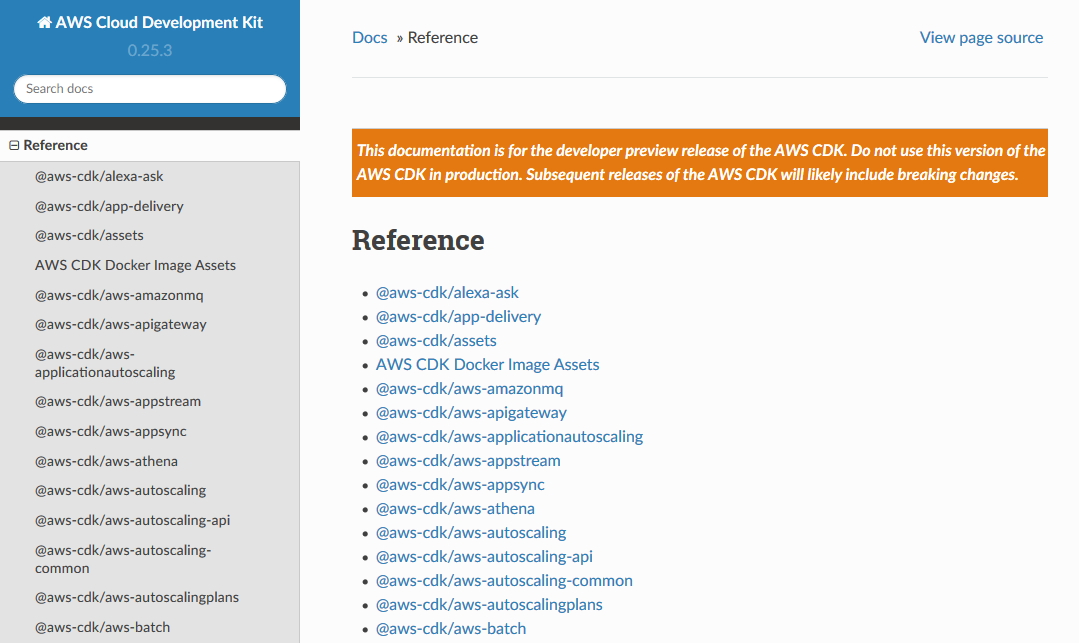 AWS Cloud Development Kit
0.25.3
Search docs
Reference
@aws-cdk/alexa-ask
@aws-cdk/app-delivery
@aws-cdk/assets
AWS CDK Docker Image Assets
@aws-cdk/aws-amazonmq
@aws-cdk/aws-apigateway
@aws-cdk/aws-
applicationautoscaling
@aws-cdk/aws-appstream
@aws-cdk/aws-appsync
@aws-cdk/aws-athena
@aws-cdk/aws-autoscaling
@aws-cdk/aws-autoscaling-api
@aws-cdk/aws-autoscaling-
common
@aws-cdk/aws-autoscalingplans
@aws-cdk/aws-batch
Docs » Reference
View page source
This documentation is for the developer preview release of the AWS CDK. Do not use this version of the
AWS CDK in production. Subsequent releases of the AWS CDK will likely include breaking changes.
Reference
@aws-cdk/alexa-ask
@aws-cdk/app-delivery
@aws-cdk/assets
AWS CDK Docker Image Assets
@aws-cdk/aws-amazonmq
@aws-cdk/aws-apigateway
@aws-cdk/aws-applicationautoscaling
@aws-cdk/aws-appstream
@aws-cdk/aws-appsync
@aws-cdk/aws-athena
@aws-cdk/aws-autoscaling
@aws-cdk/aws-autoscaling-api
@aws-cdk/aws-autoscaling-common
@aws-cdk/aws-autoscalingplans
@aws-cdk/aws-batch